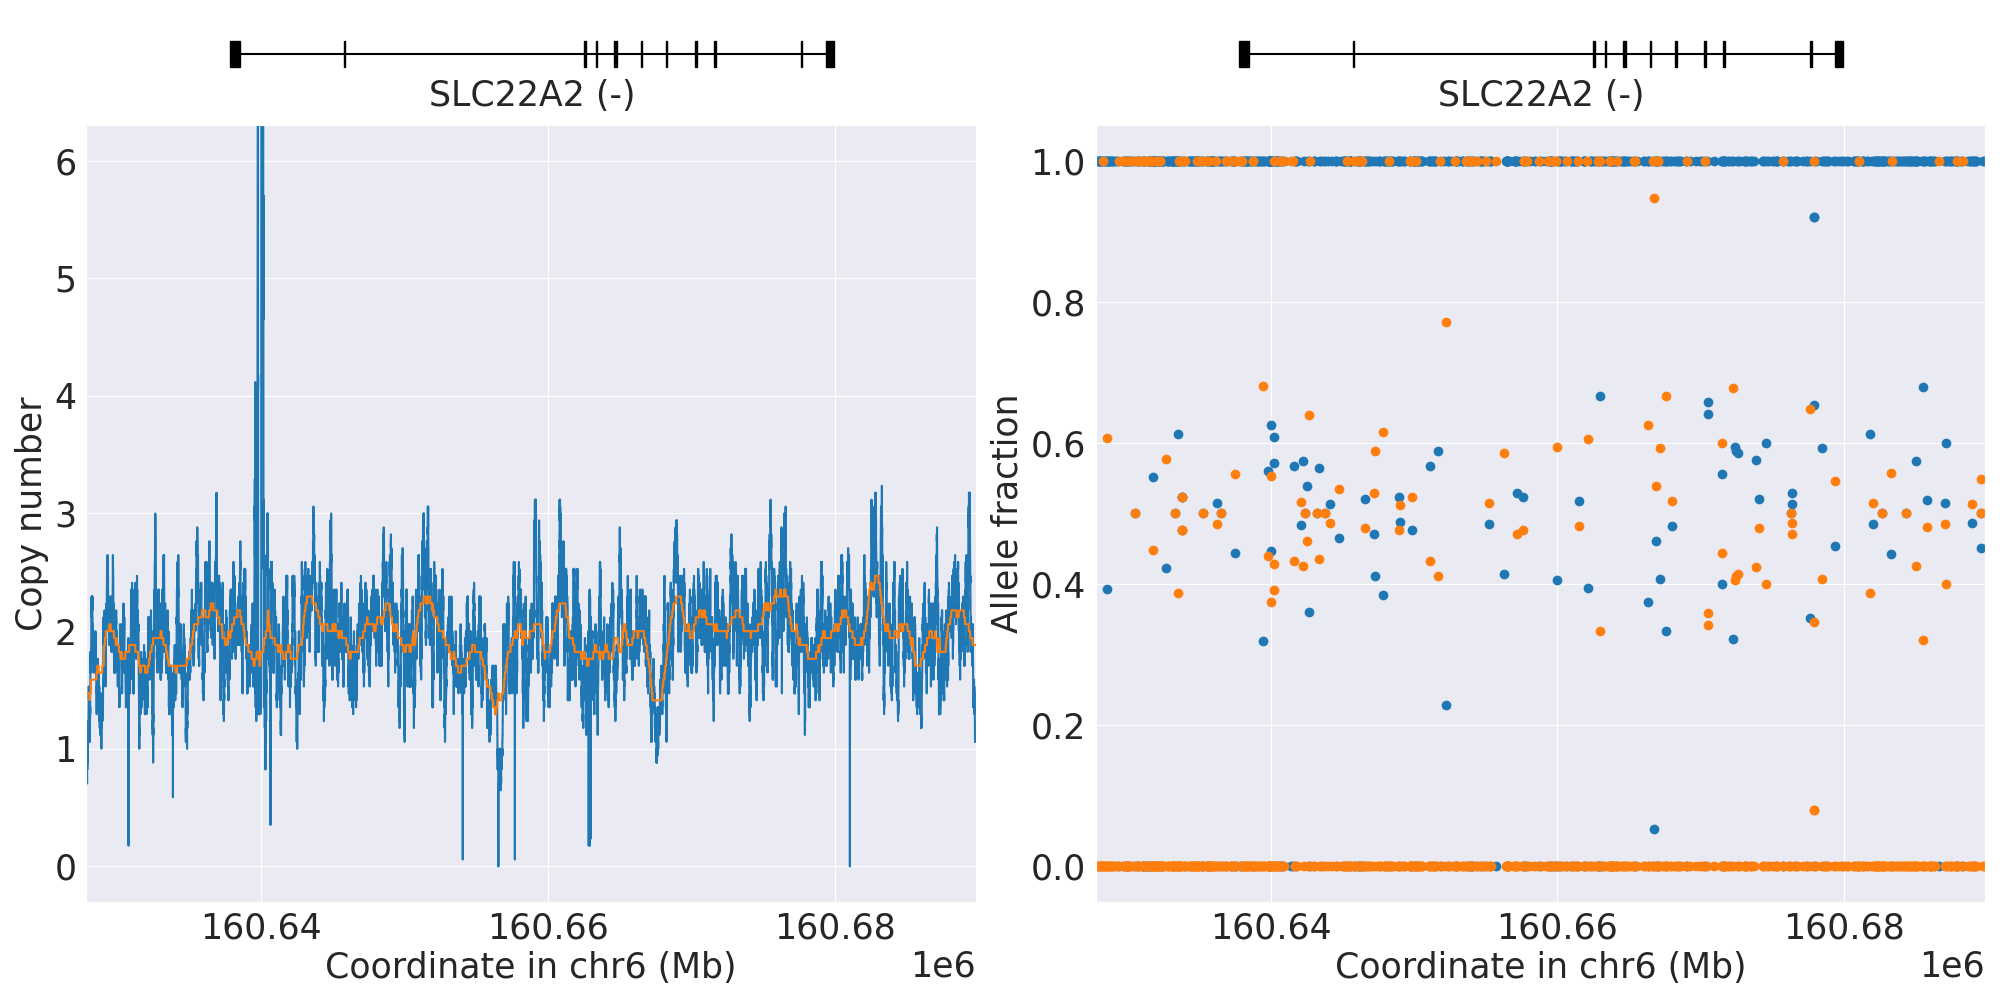 SLC22A2 (-)
6
5
4
3
2
1
0
Copy number
160.64
160.66
160.68
Coordinate in chr6 (Mb)
1e6
SLC22A2 (-)
1.0
0.8
0.6
0.4
0.2
0.0
Allele fraction
160.64
160.66
160.68
Coordinate in chr6 (Mb)
1e6